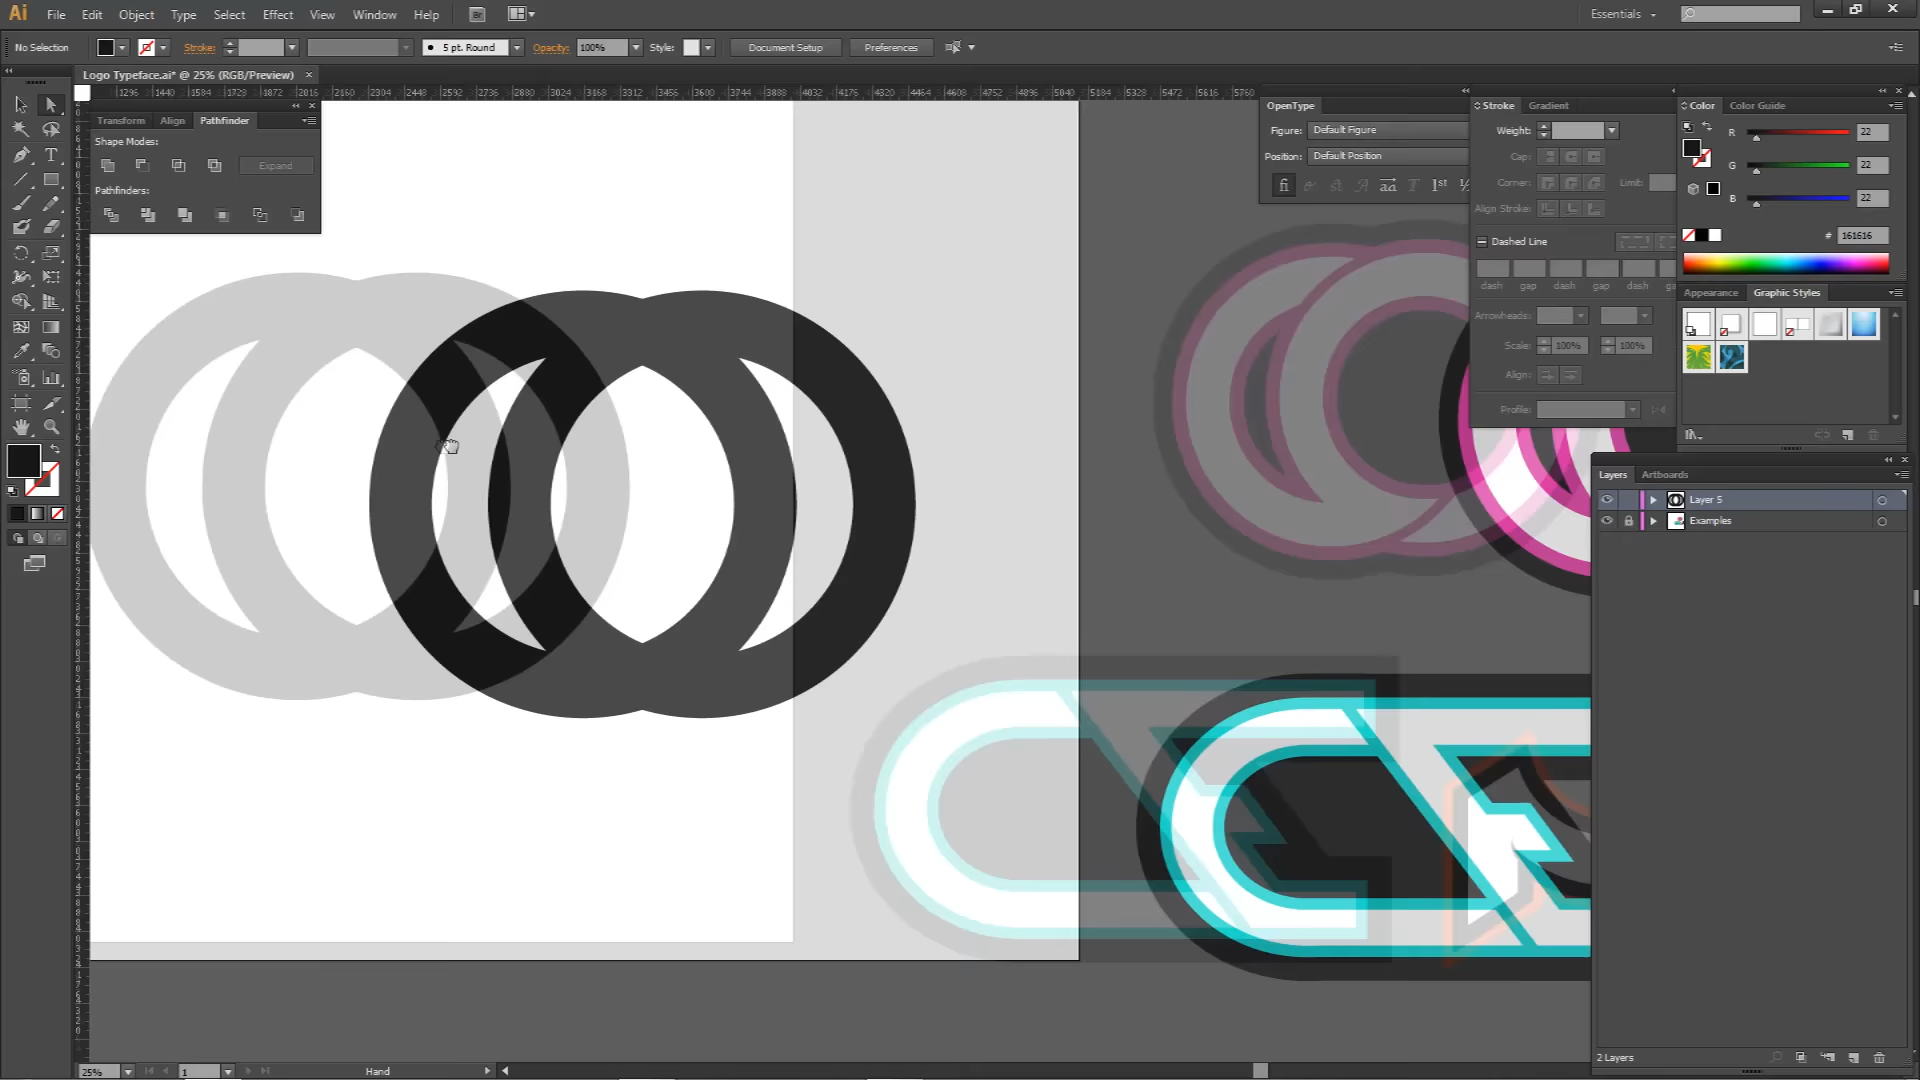 Ai File Edit Object Type Select Effect View Window Help Br Essentials
No Selection Stroke: 5 pt. Round Opacity: 100% Style: Document Setup Preferences
Logo Typeface.ai* @ 25% (RGB/Preview)
1296 1440 1584 1728 1872 2016 2160 2304 2448 2592 2736 2880 3024 3168 3312 3456 3600 3744 3888 4032 4176 4320 4464 4608 4752 4896 5040 5184 5328 5472 5616 5760
Transform Align Pathfinder
Shape Modes:
Expand
Pathfinders:
OpenType
Figure: Default Figure
Position: Default Position
fi 1st
Stroke Gradient
Weight:
Cap:
Corner: Limit:
Align Stroke:
Dashed Line
dash gap dash gap dash gap
Arrowheads:
Scale: 100% 100%
Align:
Profile:
Color Color Guide
R 22
G 22
B 22
# 161616
Appearance Graphic Styles
Layers Artboards
Layer 5
Examples
2 Layers
25% 1 Hand